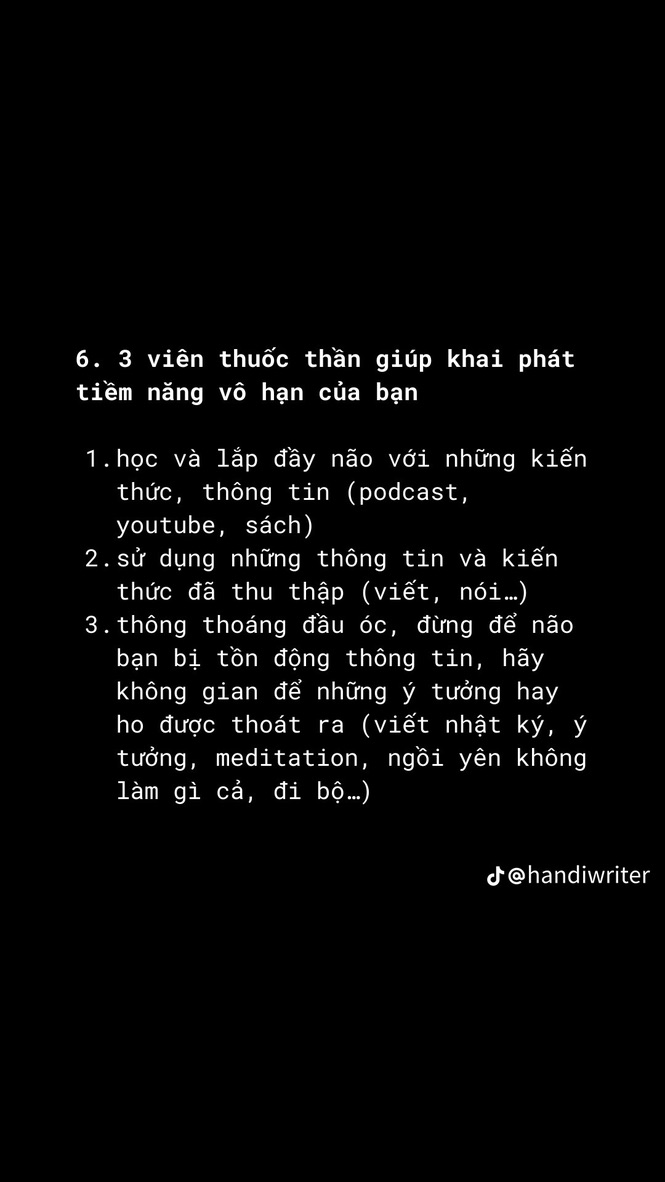 6. 3 viên thuốc thần giúp khai phát
tiềm năng vô hạn của bạn
1. học và lắp đầy não với những kiến
thức, thông tin (podcast,
youtube, sách)
2. sử dụng những thông tin và kiến
thức đã thu thập (viết, nói…)
3. thông thoáng đầu óc, đừng để não
bạn bị tồn động thông tin, hãy
không gian để những ý tưởng hay
ho được thoát ra (viết nhật ký, ý
tưởng, meditation, ngồi yên không
làm gì cả, đi bộ…)
@handiwriter